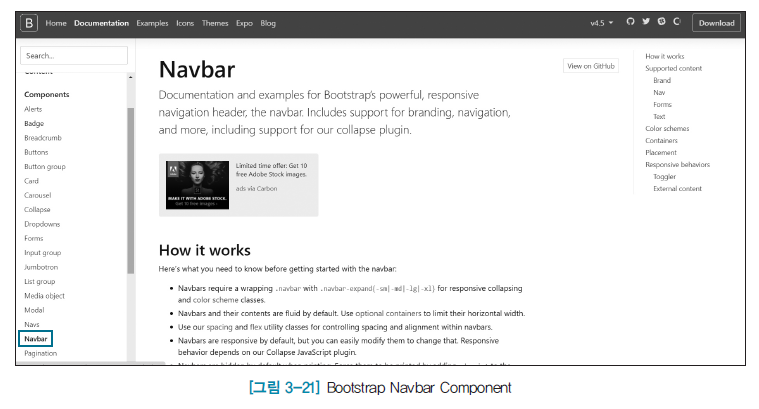 B Home Documentation Examples Icons Themes Expo Blog v4.5 Download
Search...
Components
Alerts
Badge
Breadcrumb
Buttons
Button group
Card
Carousel
Collapse
Dropdowns
Forms
Input group
Jumbotron
List group
Media object
Modal
Navs
Navbar
Pagination
Navbar
View on GitHub
Documentation and examples for Bootstrap's powerful, responsive
navigation header, the navbar. Includes support for branding, navigation,
and more, including support for our collapse plugin.
MAKE IT WITH ADOBE STOCK.
Get 10 free images ›
Limited time offer: Get 10
free Adobe Stock images.
ads via Carbon
How it works
Here's what you need to know before getting started with the navbar:
• Navbars require a wrapping .navbar with .navbar-expand{-sm|-md|-lg|-xl} for responsive collapsing
and color scheme classes.
• Navbars and their contents are fluid by default. Use optional containers to limit their horizontal width.
• Use our spacing and flex utility classes for controlling spacing and alignment within navbars.
• Navbars are responsive by default, but you can easily modify them to change that. Responsive
behavior depends on our Collapse JavaScript plugin.
How it works
Supported content
Brand
Nav
Forms
Text
Color schemes
Containers
Placement
Responsive behaviors
Toggler
External content
[그림 3-21] Bootstrap Navbar Component